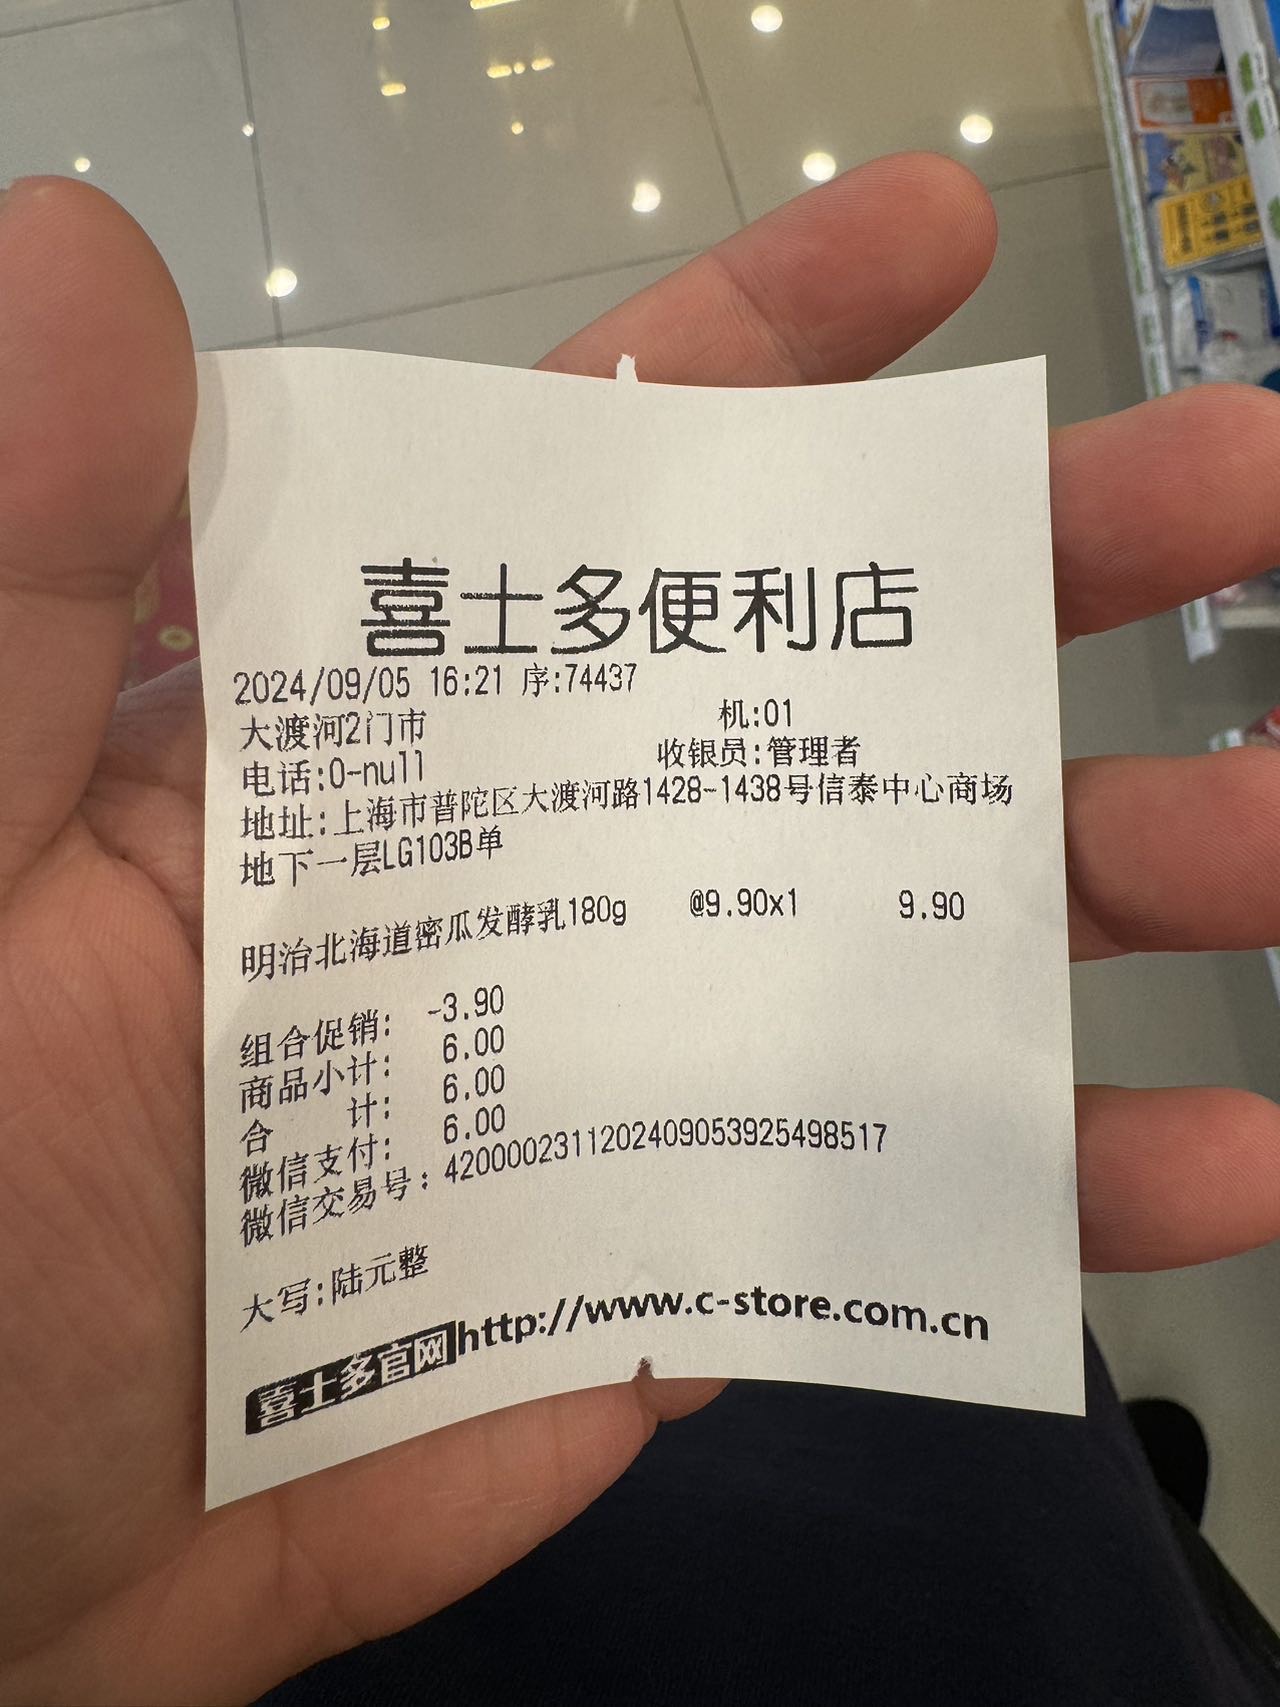 喜士多便利店
2024/09/05 16:21 序:74437
大渡河2门市 机:01
电话:0-null 收银员:管理者
地址:上海市普陀区大渡河路1428-1438号信泰中心商场
地下一层LG103B单
明治北海道密瓜发酵乳180g @9.90x1 9.90
组合促销: -3.90
商品小计: 6.00
合 计: 6.00
微信支付: 6.00
微信交易号: 4200002311202409053925498517
大写:陆元整
喜士多官网http://www.c-store.com.cn